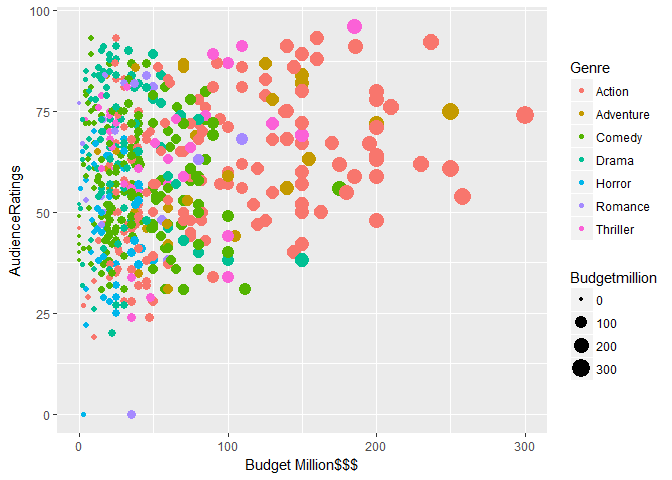 100
75
50
25
0
AudienceRatings
0
100
200
300
Budget Million$$$
Genre
Action
Adventure
Comedy
Drama
Horror
Romance
Thriller
Budgetmillion
0
100
200
300